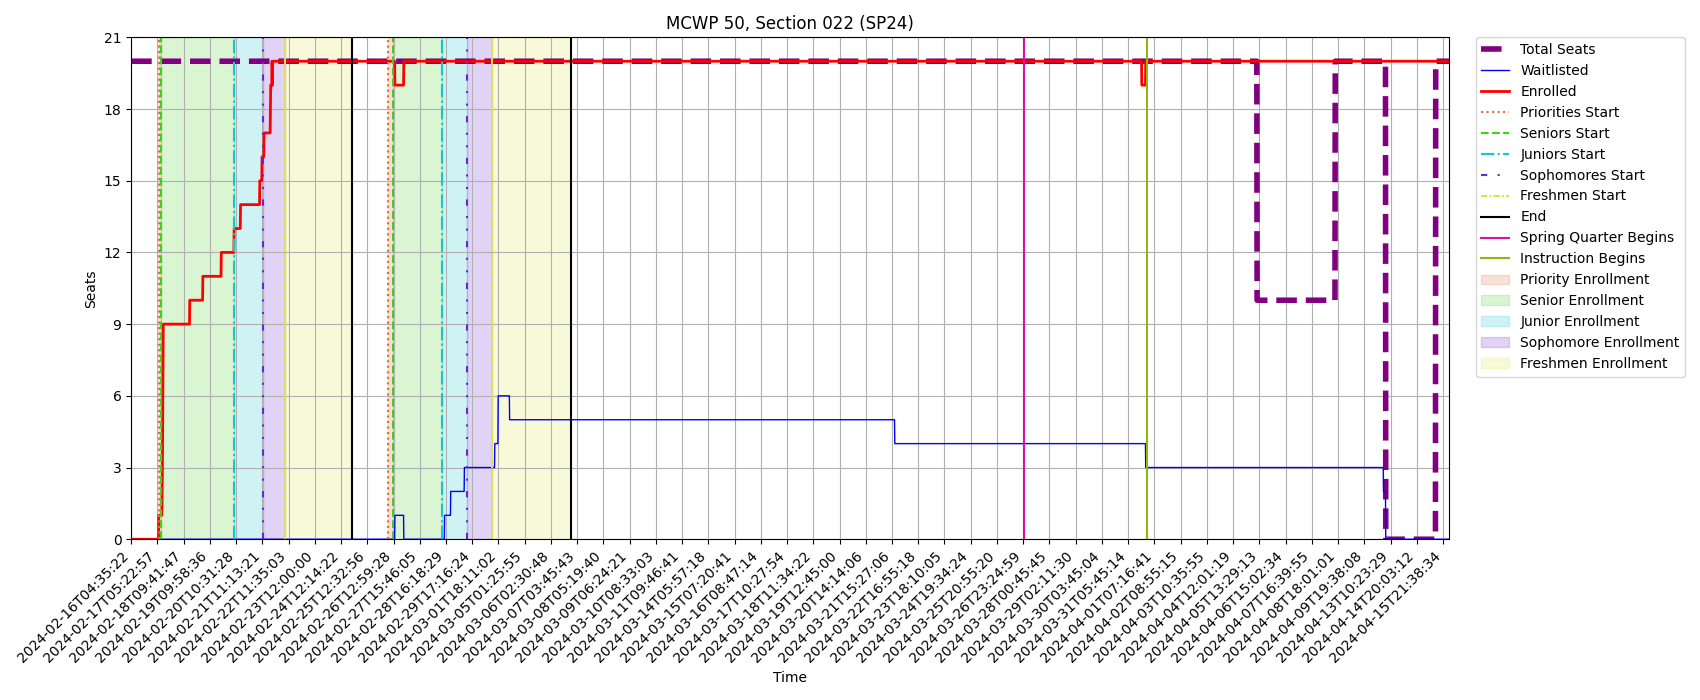 MCWP 50, Section 022 (SP24)
21
18
15
12
9
6
3
0
Seats
2024-02-16T04:35:22
2024-02-17T05:22:57
2024-02-18T09:41:47
2024-02-19T09:58:36
2024-02-20T10:31:28
2024-02-21T11:13:21
2024-02-22T11:35:03
2024-02-23T12:00:00
2024-02-24T12:14:22
2024-02-25T12:32:56
2024-02-26T12:59:28
2024-02-27T15:46:05
2024-02-28T16:18:29
2024-02-29T17:16:24
2024-03-01T18:11:02
2024-03-05T01:25:55
2024-03-06T02:30:48
2024-03-07T03:45:43
2024-03-08T05:19:40
2024-03-09T06:24:21
2024-03-10T08:33:03
2024-03-11T09:46:41
2024-03-14T05:57:18
2024-03-15T07:20:41
2024-03-16T08:47:14
2024-03-17T10:27:54
2024-03-18T11:34:22
2024-03-19T12:45:00
2024-03-20T14:14:06
2024-03-21T15:27:06
2024-03-22T16:55:18
2024-03-23T18:10:05
2024-03-24T19:34:24
2024-03-25T20:55:20
2024-03-26T23:24:59
2024-03-28T00:45:45
2024-03-29T02:11:30
2024-03-30T03:45:04
2024-03-31T05:45:14
2024-04-01T07:16:41
2024-04-02T08:55:15
2024-04-03T10:35:55
2024-04-04T12:01:19
2024-04-05T13:29:13
2024-04-06T15:02:34
2024-04-07T16:39:55
2024-04-08T18:01:01
2024-04-09T19:38:08
2024-04-13T10:23:29
2024-04-14T20:03:12
2024-04-15T21:38:34
Time
Total Seats
Waitlisted
Enrolled
Priorities Start
Seniors Start
Juniors Start
Sophomores Start
Freshmen Start
End
Spring Quarter Begins
Instruction Begins
Priority Enrollment
Senior Enrollment
Junior Enrollment
Sophomore Enrollment
Freshmen Enrollment